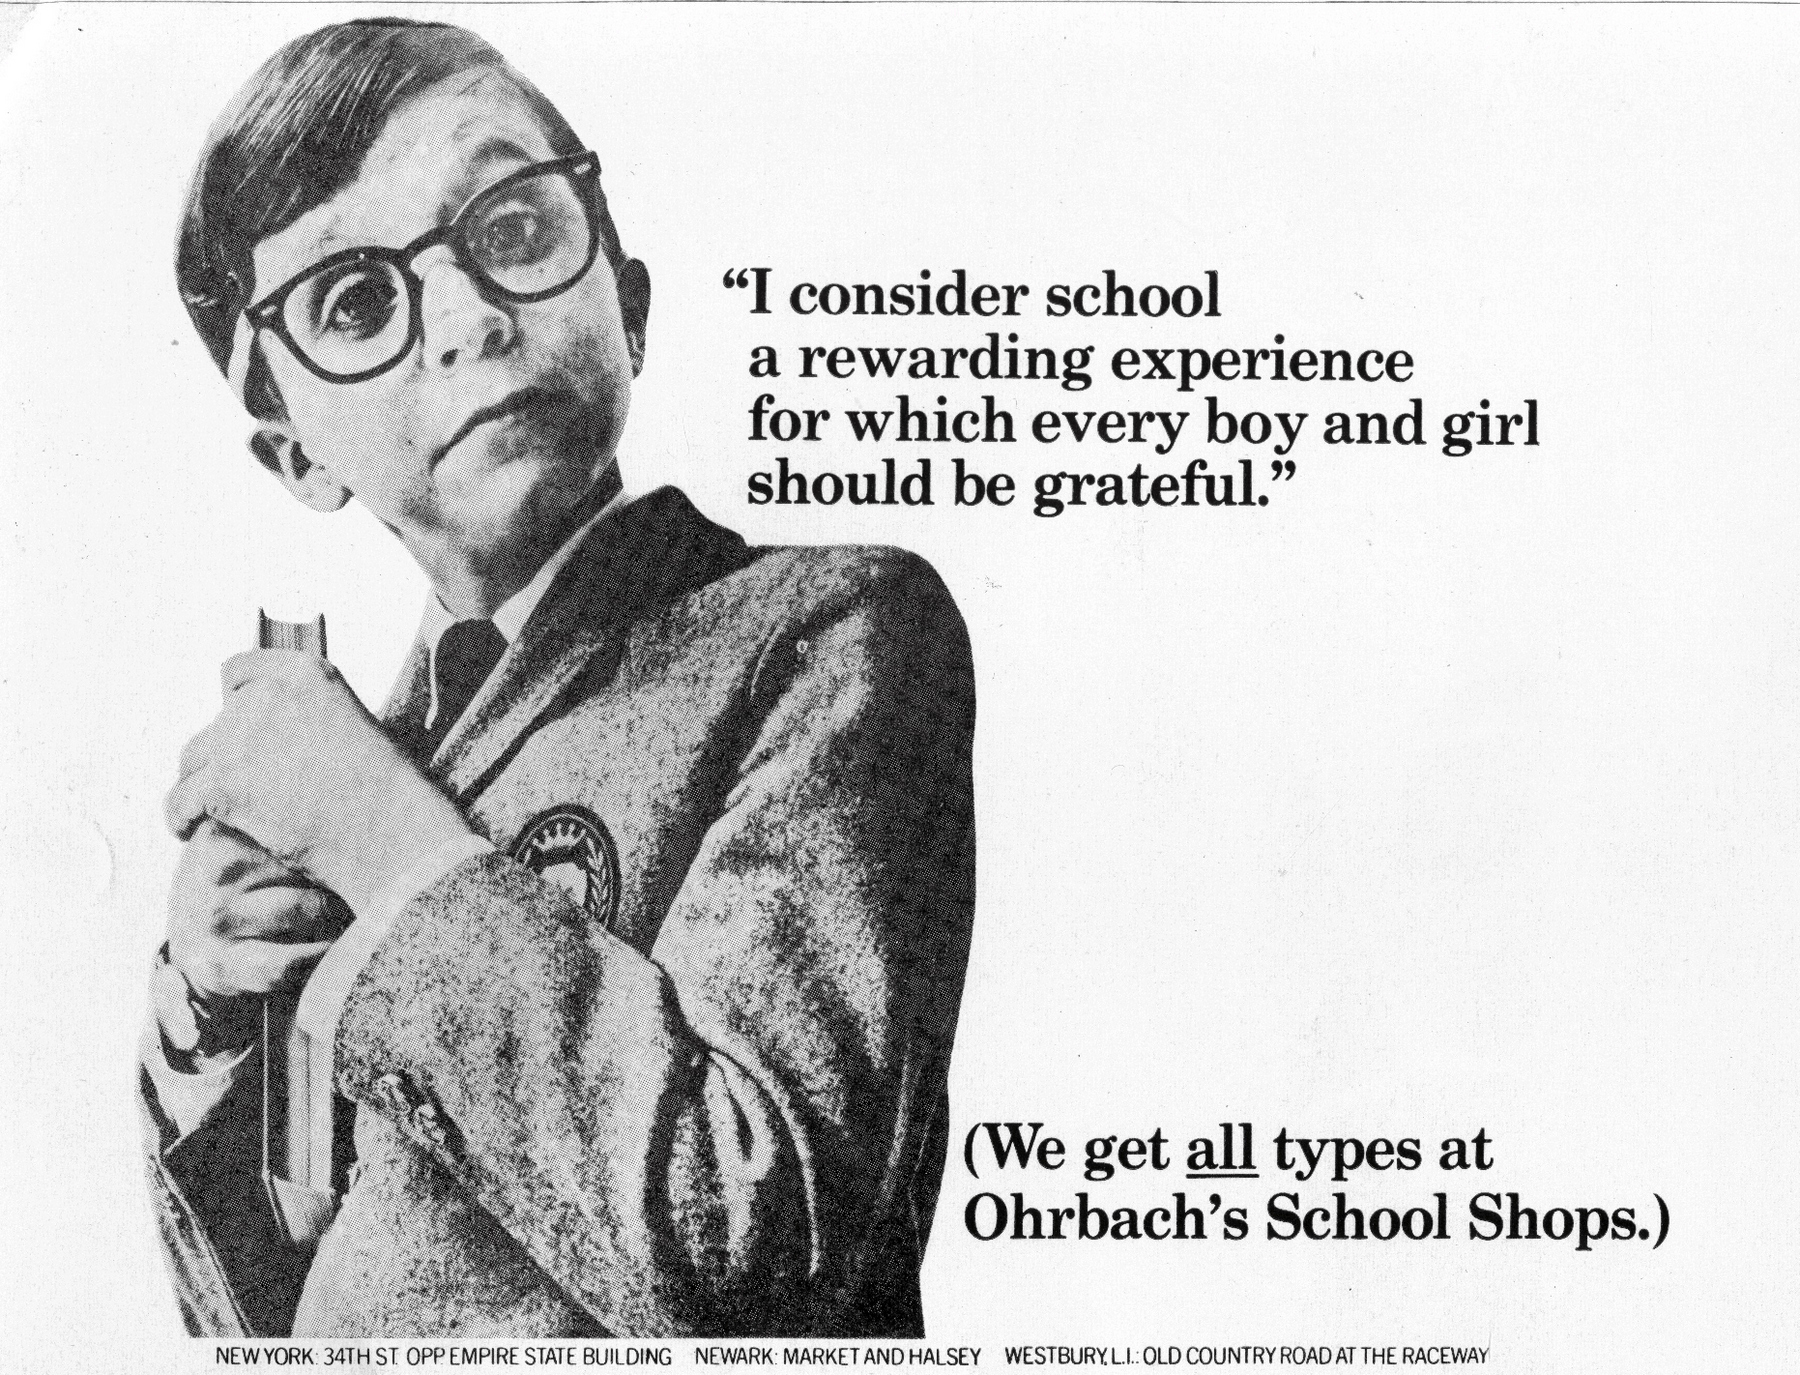 “I consider school
a rewarding experience
for which every boy and girl
should be grateful.”
(We get all types at
Ohrbach’s School Shops.)
NEW YORK: 34TH ST. OPP. EMPIRE STATE BUILDING NEWARK: MARKET AND HALSEY WESTBURY, L.I.: OLD COUNTRY ROAD AT THE RACEWAY